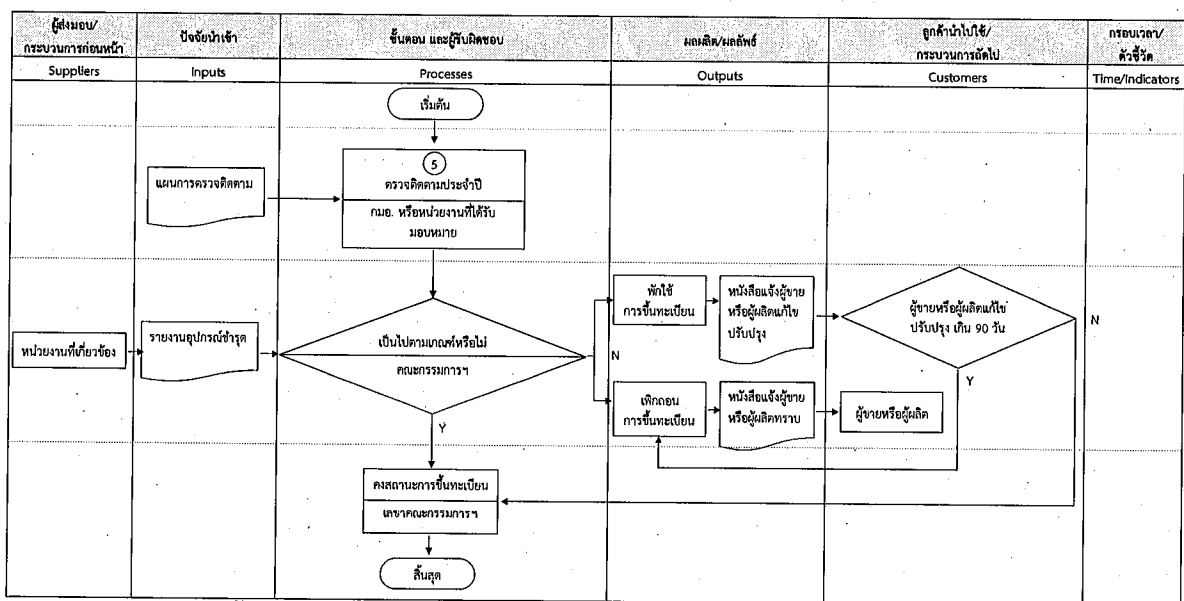 ผู้ส่งมอบ/
กระบวนการก่อนหน้า
ปัจจัยนำเข้า
ขั้นตอน และผู้รับผิดชอบ
ผลผลิต/ผลลัพธ์
ลูกค้านำไปใช้/
กระบวนการถัดไป
กรอบเวลา/
ตัวชี้วัด
Suppliers
Inputs
Processes
Outputs
Customers
Time/Indicators
เริ่มต้น
แผนการตรวจติดตาม
5
ตรวจติดตามประจำปี
กมอ. หรือหน่วยงานที่ได้รับ
มอบหมาย
หน่วยงานที่เกี่ยวข้อง
รายงานอุปกรณ์ชำรุด
เป็นไปตามเกณฑ์หรือไม่
คณะกรรมการฯ
N
พักใช้
การขึ้นทะเบียน
หนังสือแจ้งผู้ขาย
หรือผู้ผลิตแก้ไข
ปรับปรุง
ผู้ขายหรือผู้ผลิตแก้ไข
ปรับปรุง เกิน 90 วัน
N
Y
เพิกถอน
การขึ้นทะเบียน
หนังสือแจ้งผู้ขาย
หรือผู้ผลิตทราบ
ผู้ขายหรือผู้ผลิต
Y
คงสถานะการขึ้นทะเบียน
เลขาคณะกรรมการฯ
สิ้นสุด